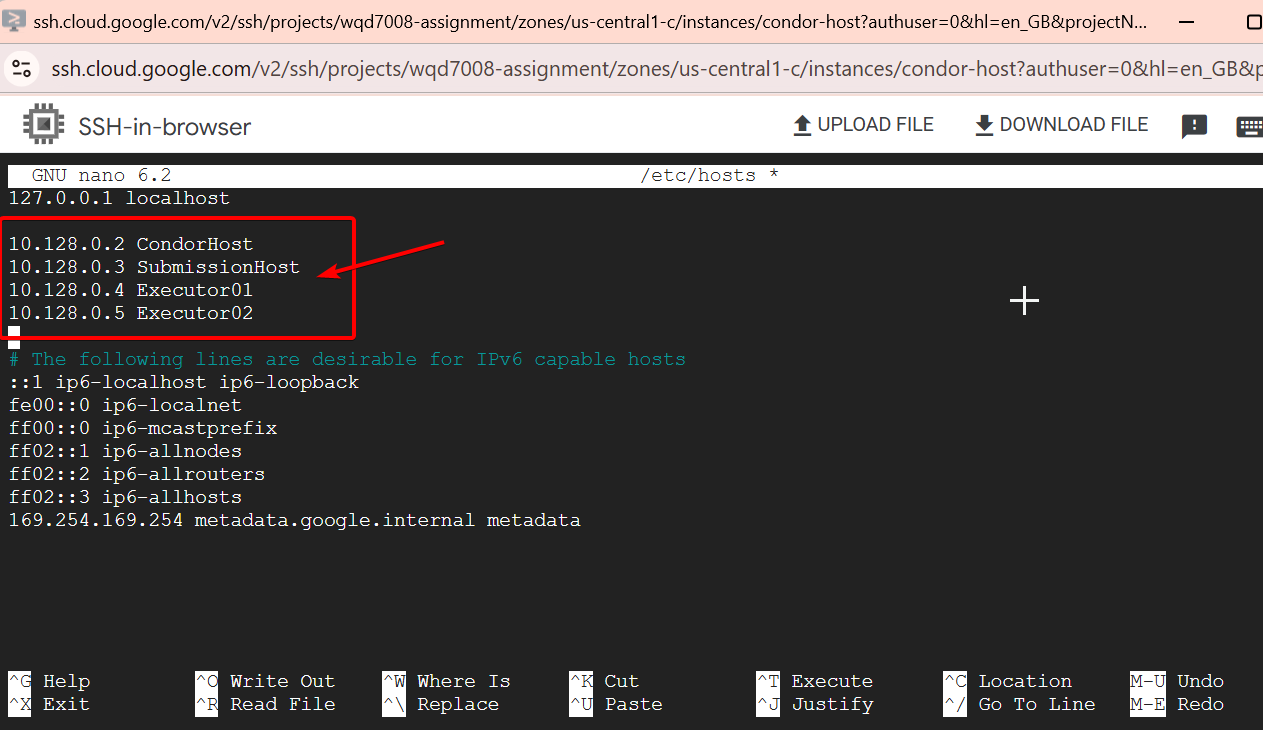 ssh.cloud.google.com/v2/ssh/projects/wqd7008-assignment/zones/us-central1-c/instances/condor-host?authuser=0&hl=en_GB&projectN...
ssh.cloud.google.com/v2/ssh/projects/wqd7008-assignment/zones/us-central1-c/instances/condor-host?authuser=0&hl=en_GB&p
SSH-in-browser UPLOAD FILE DOWNLOAD FILE
GNU nano 6.2 /etc/hosts *
127.0.0.1 localhost
10.128.0.2 CondorHost
10.128.0.3 SubmissionHost
10.128.0.4 Executor01
10.128.0.5 Executor02
# The following lines are desirable for IPv6 capable hosts
::1 ip6-localhost ip6-loopback
fe00::0 ip6-localnet
ff00::0 ip6-mcastprefix
ff02::1 ip6-allnodes
ff02::2 ip6-allrouters
ff02::3 ip6-allhosts
169.254.169.254 metadata.google.internal metadata
^G Help ^O Write Out ^W Where Is ^K Cut ^T Execute ^C Location M-U Undo
^X Exit ^R Read File ^\ Replace ^U Paste ^J Justify ^/ Go To Line M-E Redo